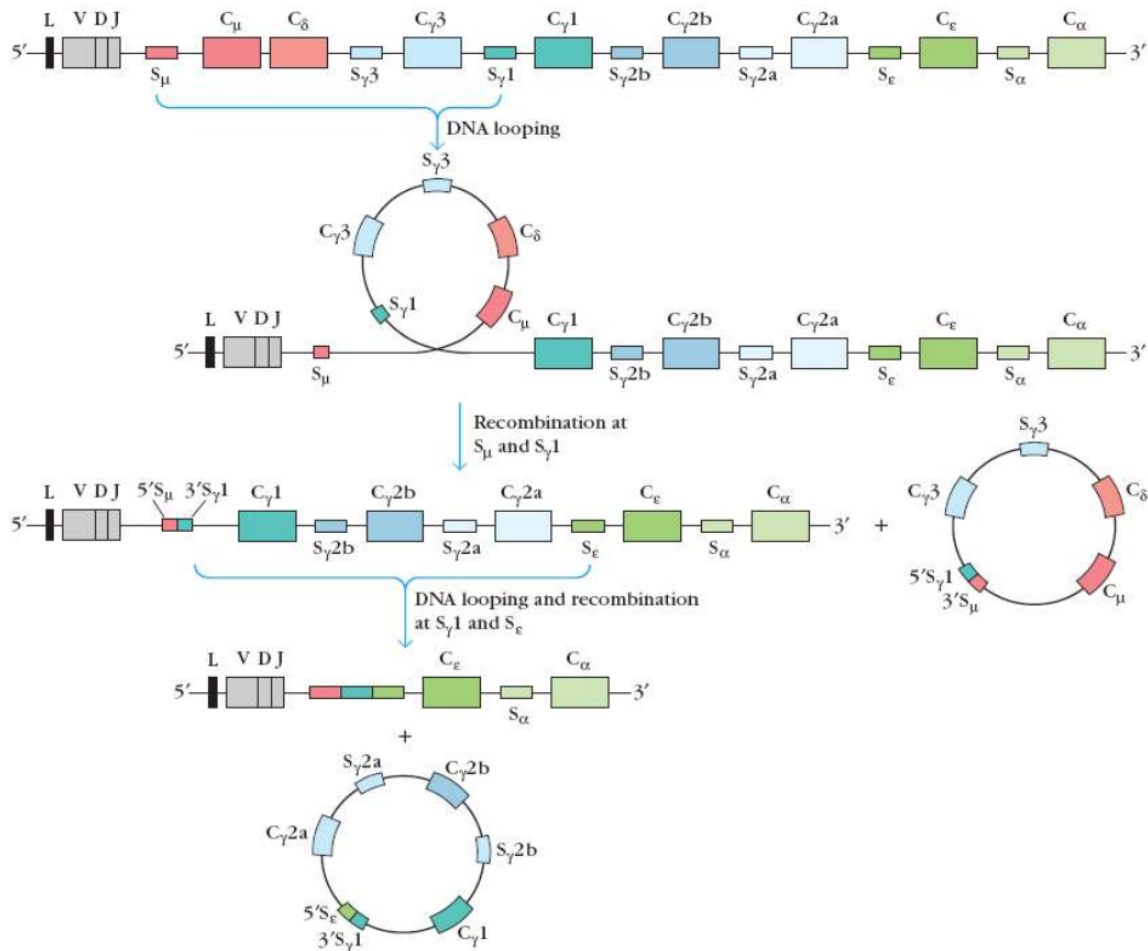 L V D J Cμ Cδ Cγ3 Cγ1 Cγ2b Cγ2a Cε Cα
5′ 3′
Sμ Sγ3 Sγ1 Sγ2b Sγ2a Sε Sα
DNA looping
Sγ3
Cγ3 Cδ
Sγ1 Cμ
L V D J Cγ1 Cγ2b Cγ2a Cε Cα
5′ 3′
Sμ Sγ2b Sγ2a Sε Sα
Recombination at
Sμ and Sγ1
L V D J 5′Sμ 3′Sγ1 Cγ1 Cγ2b Cγ2a Cε Cα
5′ 3′ +
Sγ2b Sγ2a Sε Sα
Sγ3
Cγ3 Cδ
5′Sγ1
3′Sμ Cμ
DNA looping and recombination
at Sγ1 and Sε
L V D J Cε Cα
5′ 3′
Sα
+
Sγ2a Cγ2b
Cγ2a Sγ2b
5′Sε
3′Sγ1 Cγ1